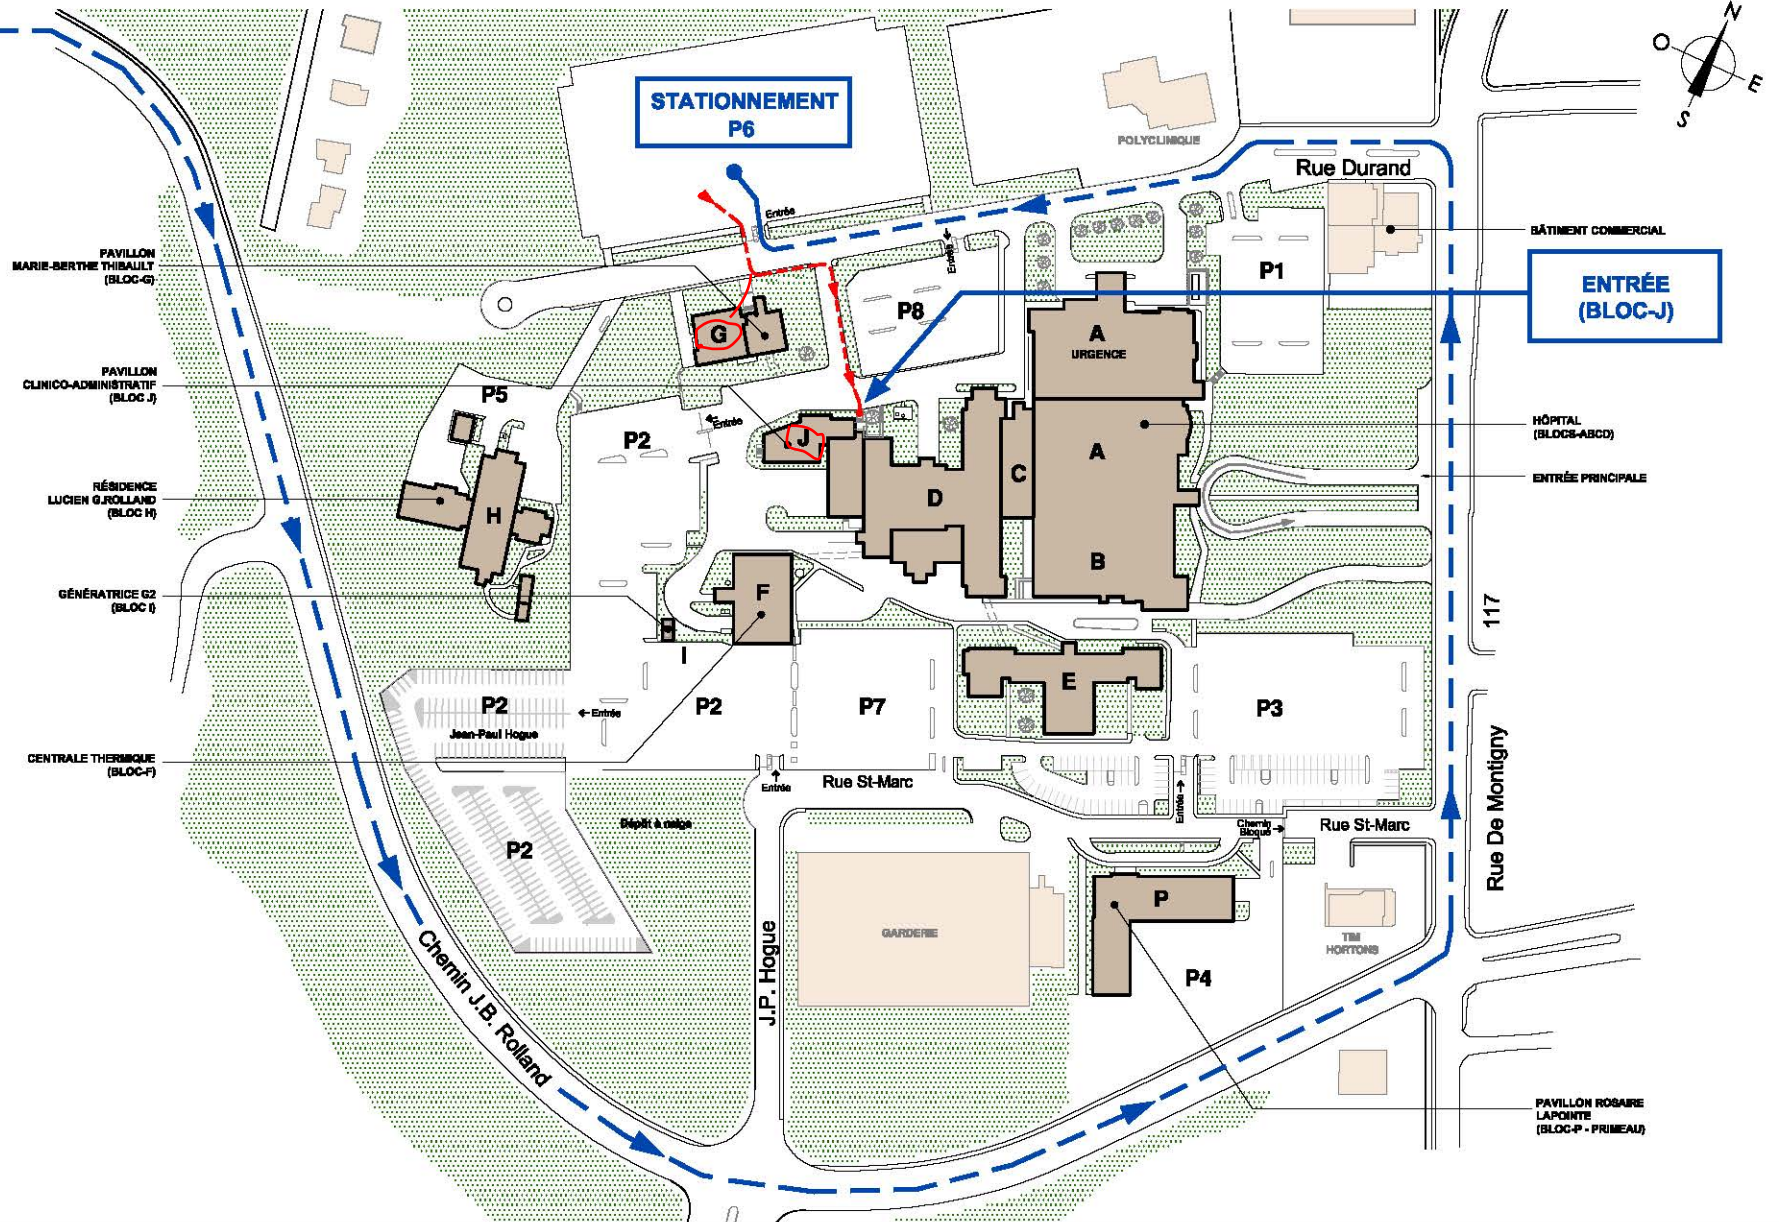 N
O
E
S
STATIONNEMENT
P6
POLYCLINIQUE
Rue Durand
Entrée
Entrée
BÂTIMENT COMMERCIAL
PAVILLON
MARIE-BERTHE THIBAULT
(BLOC-G)
P1
ENTRÉE
(BLOC-J)
P8
G
A
URGENCE
PAVILLON
CLINICO-ADMINISTRATIF
(BLOC J)
P5
Entrée
P2
J
HÔPITAL
(BLOCS-ABCD)
A
C
D
ENTRÉE PRINCIPALE
RÉSIDENCE
LUCIEN G.ROLLAND
(BLOC H)
H
B
F
GÉNÉRATRICE G2
(BLOC I)
117
I
E
P2
Jean-Paul Hogue
Entrée
P2
P7
P3
CENTRALE THERMIQUE
(BLOC-F)
Entrée
Rue St-Marc
Entrée
Chemin
Bloqué
Rue St-Marc
Rue De Montigny
Dépôt à neige
P2
P
GARDERIE
TIM
HORTONS
Chemin J.B. Rolland
J.P. Hogue
P4
PAVILLON ROSAIRE
LAPOINTE
(BLOC-P - PRIMEAU)